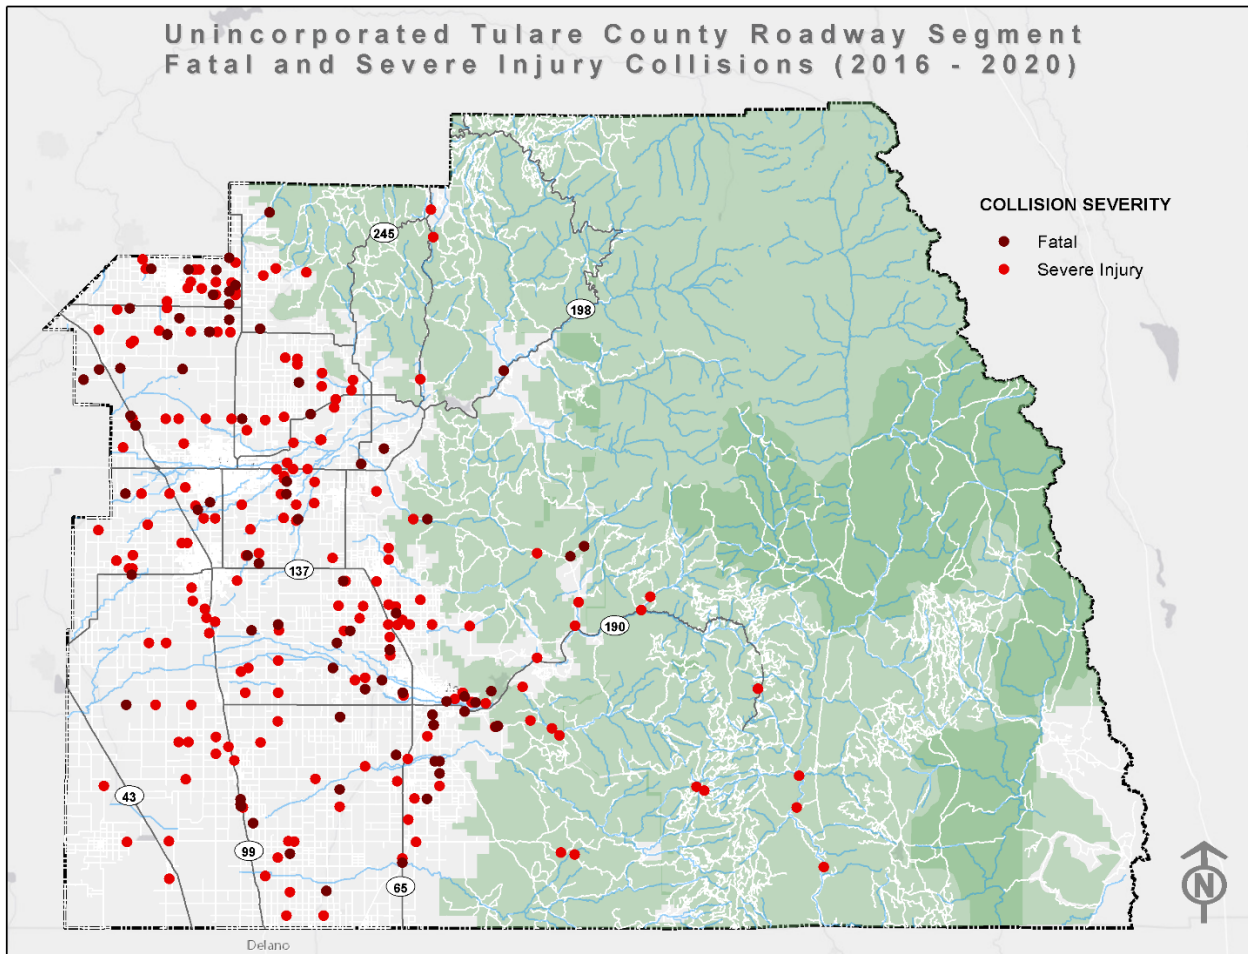 Unincorporated Tulare County Roadway Segment
Fatal and Severe Injury Collisions (2016 - 2020)
COLLISION SEVERITY
Fatal
Severe Injury
245
198
137
190
43
99
65
N
Delano